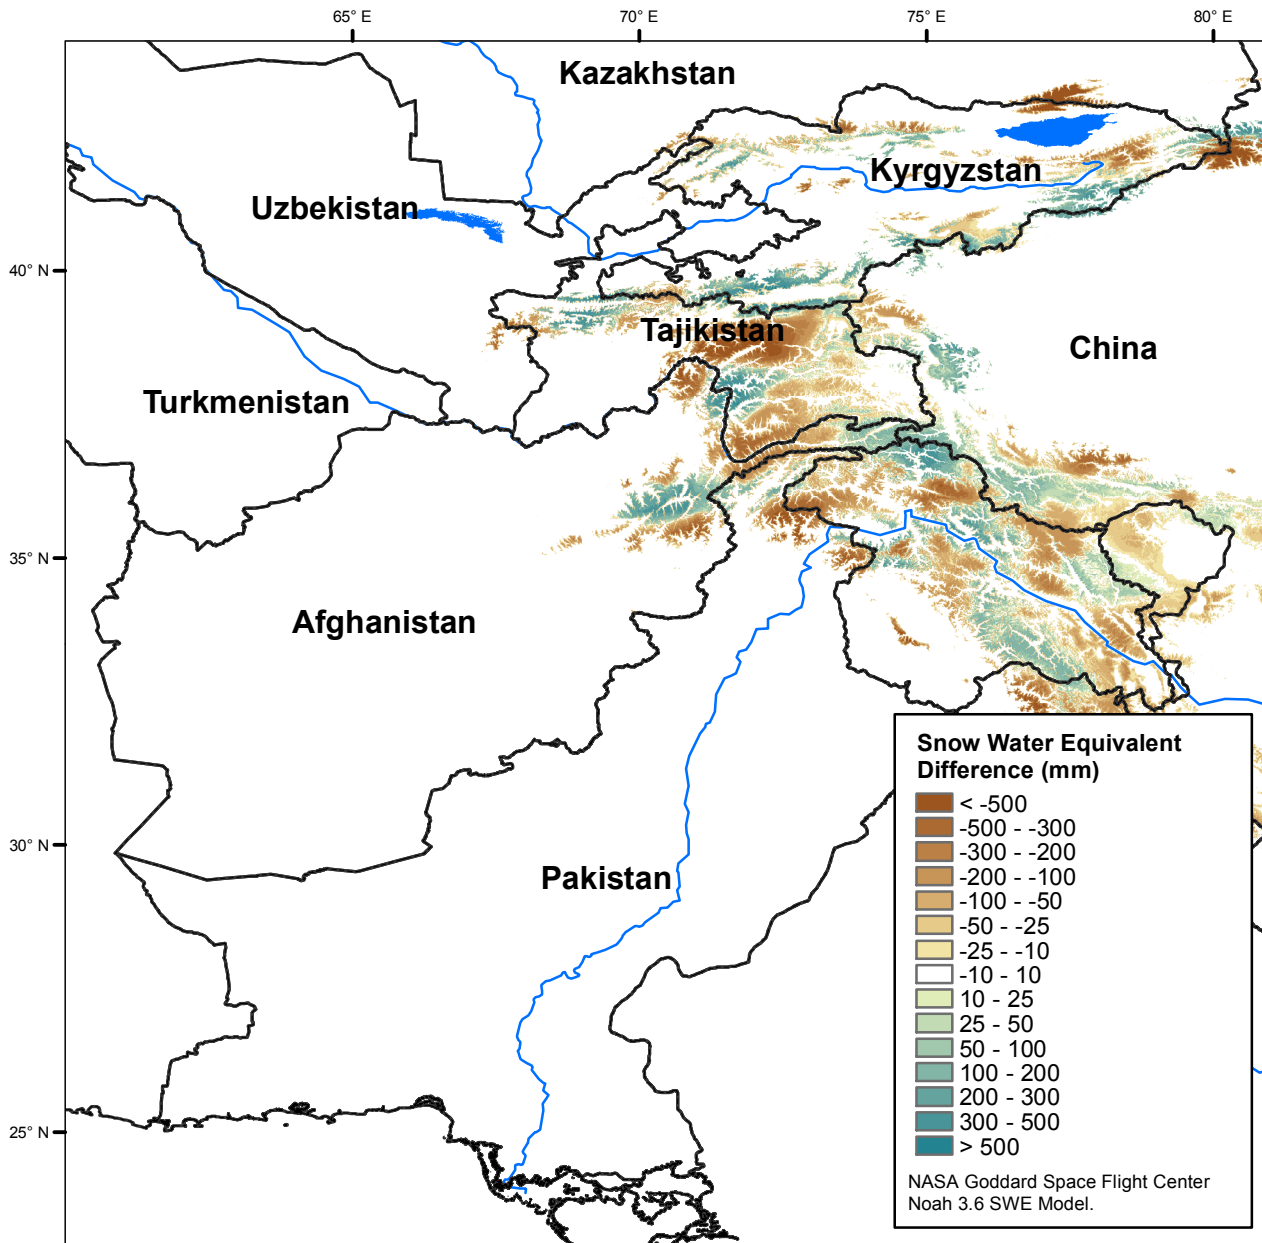 65° E
70° E
75° E
80° E
Kazakhstan
Kyrgyzstan
Uzbekistan
40° N
Tajikistan
China
Turkmenistan
35° N
Afghanistan
30° N
Pakistan
25° N
Snow Water Equivalent
Difference (mm)
< -500
-500 - -300
-300 - -200
-200 - -100
-100 - -50
-50 - -25
-25 - -10
-10 - 10
10 - 25
25 - 50
50 - 100
100 - 200
200 - 300
300 - 500
> 500
NASA Goddard Space Flight Center
Noah 3.6 SWE Model.